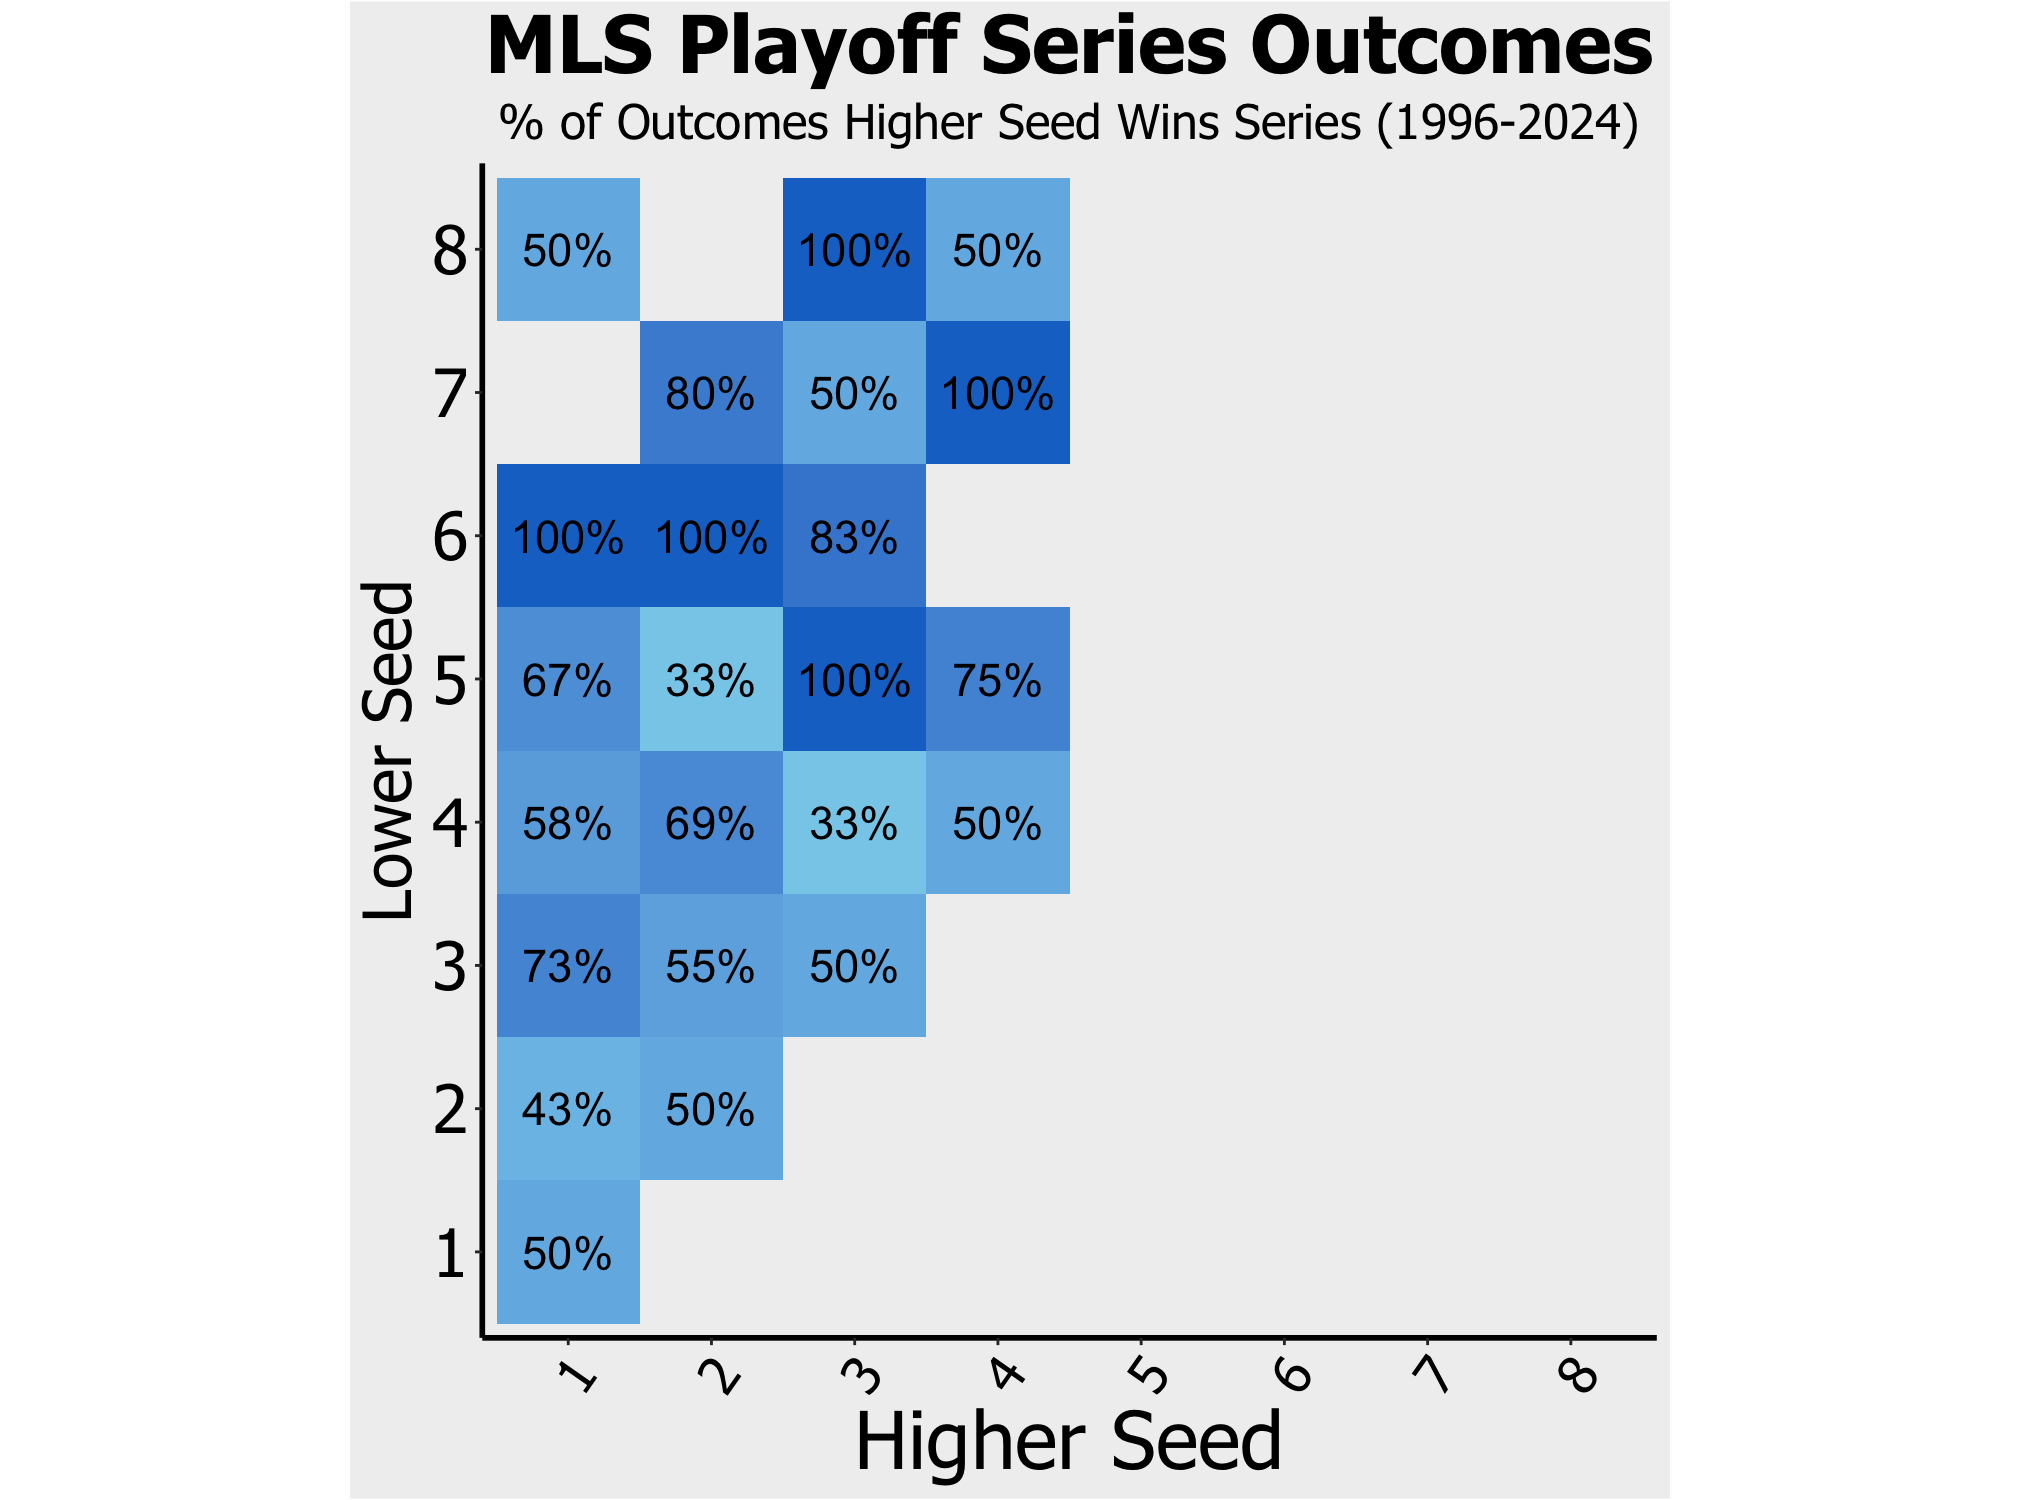 MLS Playoff Series Outcomes
% of Outcomes Higher Seed Wins Series (1996-2024)
8 50% 100% 50%
7 80% 50% 100%
6 100% 100% 83%
5 67% 33% 100% 75%
4 58% 69% 33% 50%
3 73% 55% 50%
2 43% 50%
1 50%
Lower Seed
1 2 3 4 5 6 7 8
Higher Seed